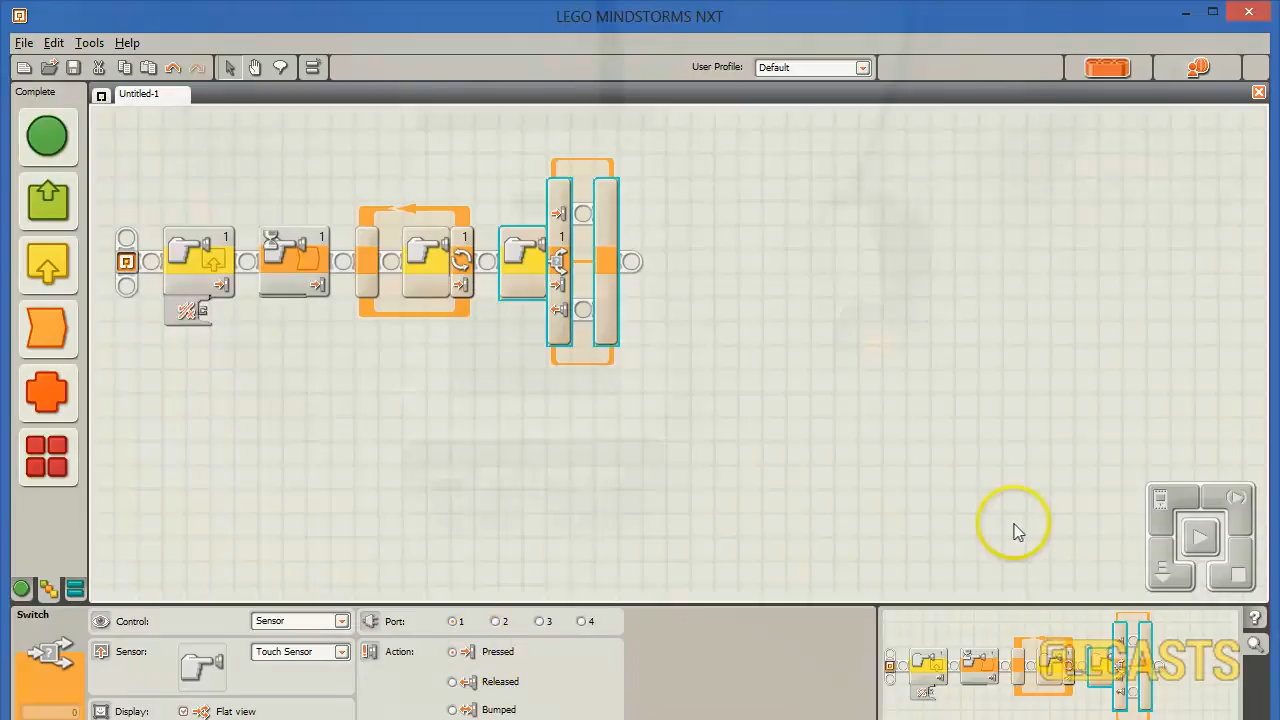 LEGO MINDSTORMS NXT
File Edit Tools Help
User Profile: Default
Complete
Untitled-1
1
1
1
1
Switch
Control: Sensor
Port: 1 2 3 4
Sensor: Touch Sensor
Action: Pressed
Released
Display: Flat view
Bumped
0
FLLCASTS